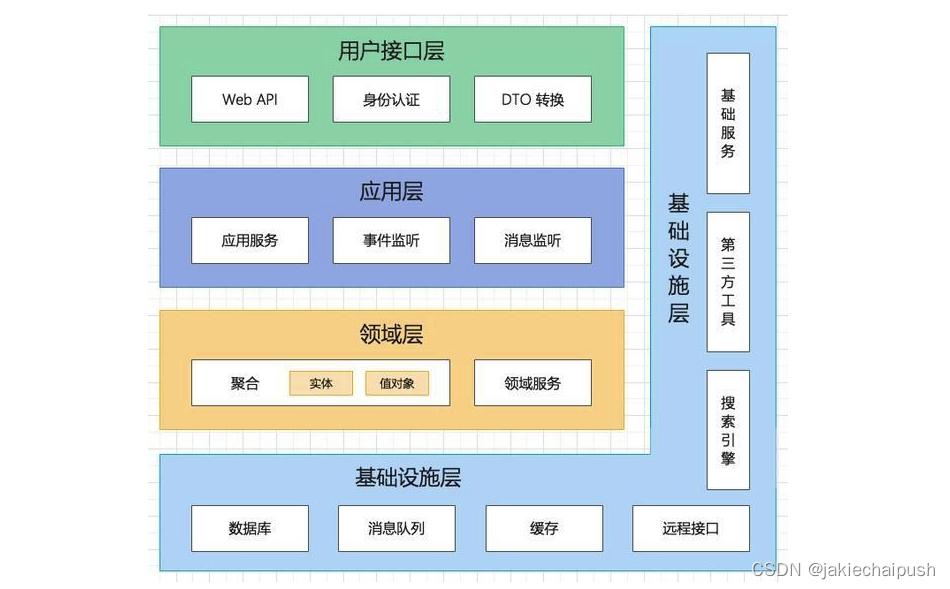 用户接口层
Web API
身份认证
DTO 转换
应用层
应用服务
事件监听
消息监听
领域层
聚合
实体
值对象
领域服务
基础设施层
数据库
消息队列
缓存
远程接口
基础设施层
基础服务
第三方工具
搜索引擎
CSDN @jakiechaipush